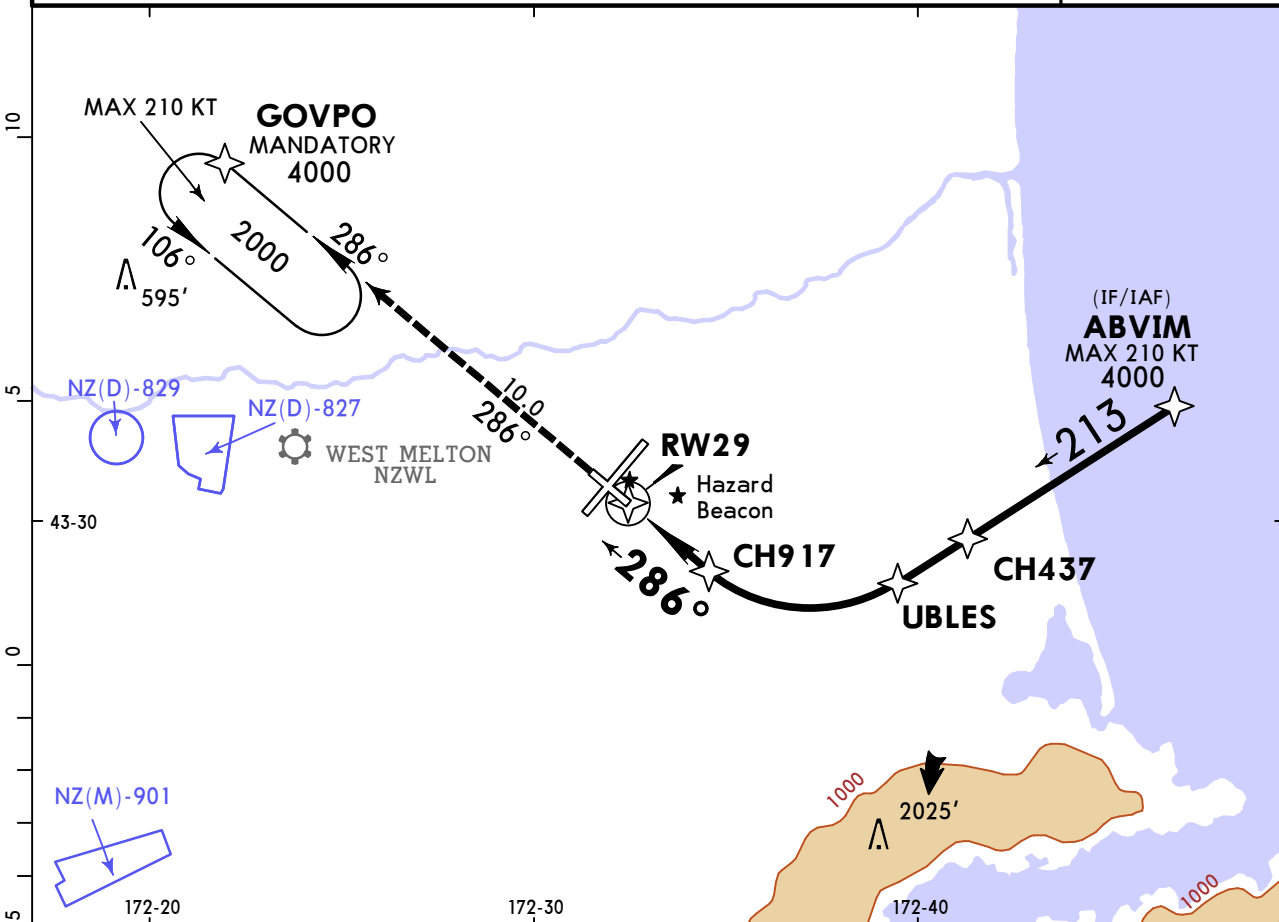 10
MAX 210 KT
GOVPO
MANDATORY
4000
106°
2000
286°
595'
(IF/IAF)
ABVIM
MAX 210 KT
4000
213
5
NZ(D)-829
NZ(D)-827
10.0
286°
WEST MELTON
NZWL
RW29
Hazard
Beacon
43-30
CH917
286°
CH437
UBLES
0
1000
2025'
NZ(M)-901
1000
5
172-20
172-30
172-40